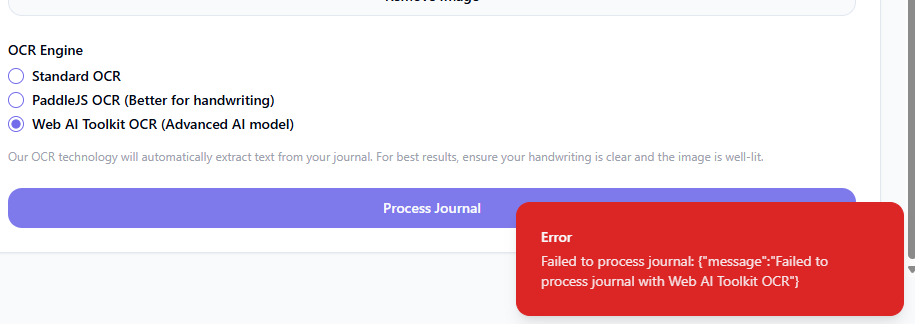 Remove Image
OCR Engine
Standard OCR
PaddleJS OCR (Better for handwriting)
Web AI Toolkit OCR (Advanced AI model)
Our OCR technology will automatically extract text from your journal. For best results, ensure your handwriting is clear and the image is well-lit.
Process Journal
Error
Failed to process journal: {"message":"Failed to
process journal with Web AI Toolkit OCR"}